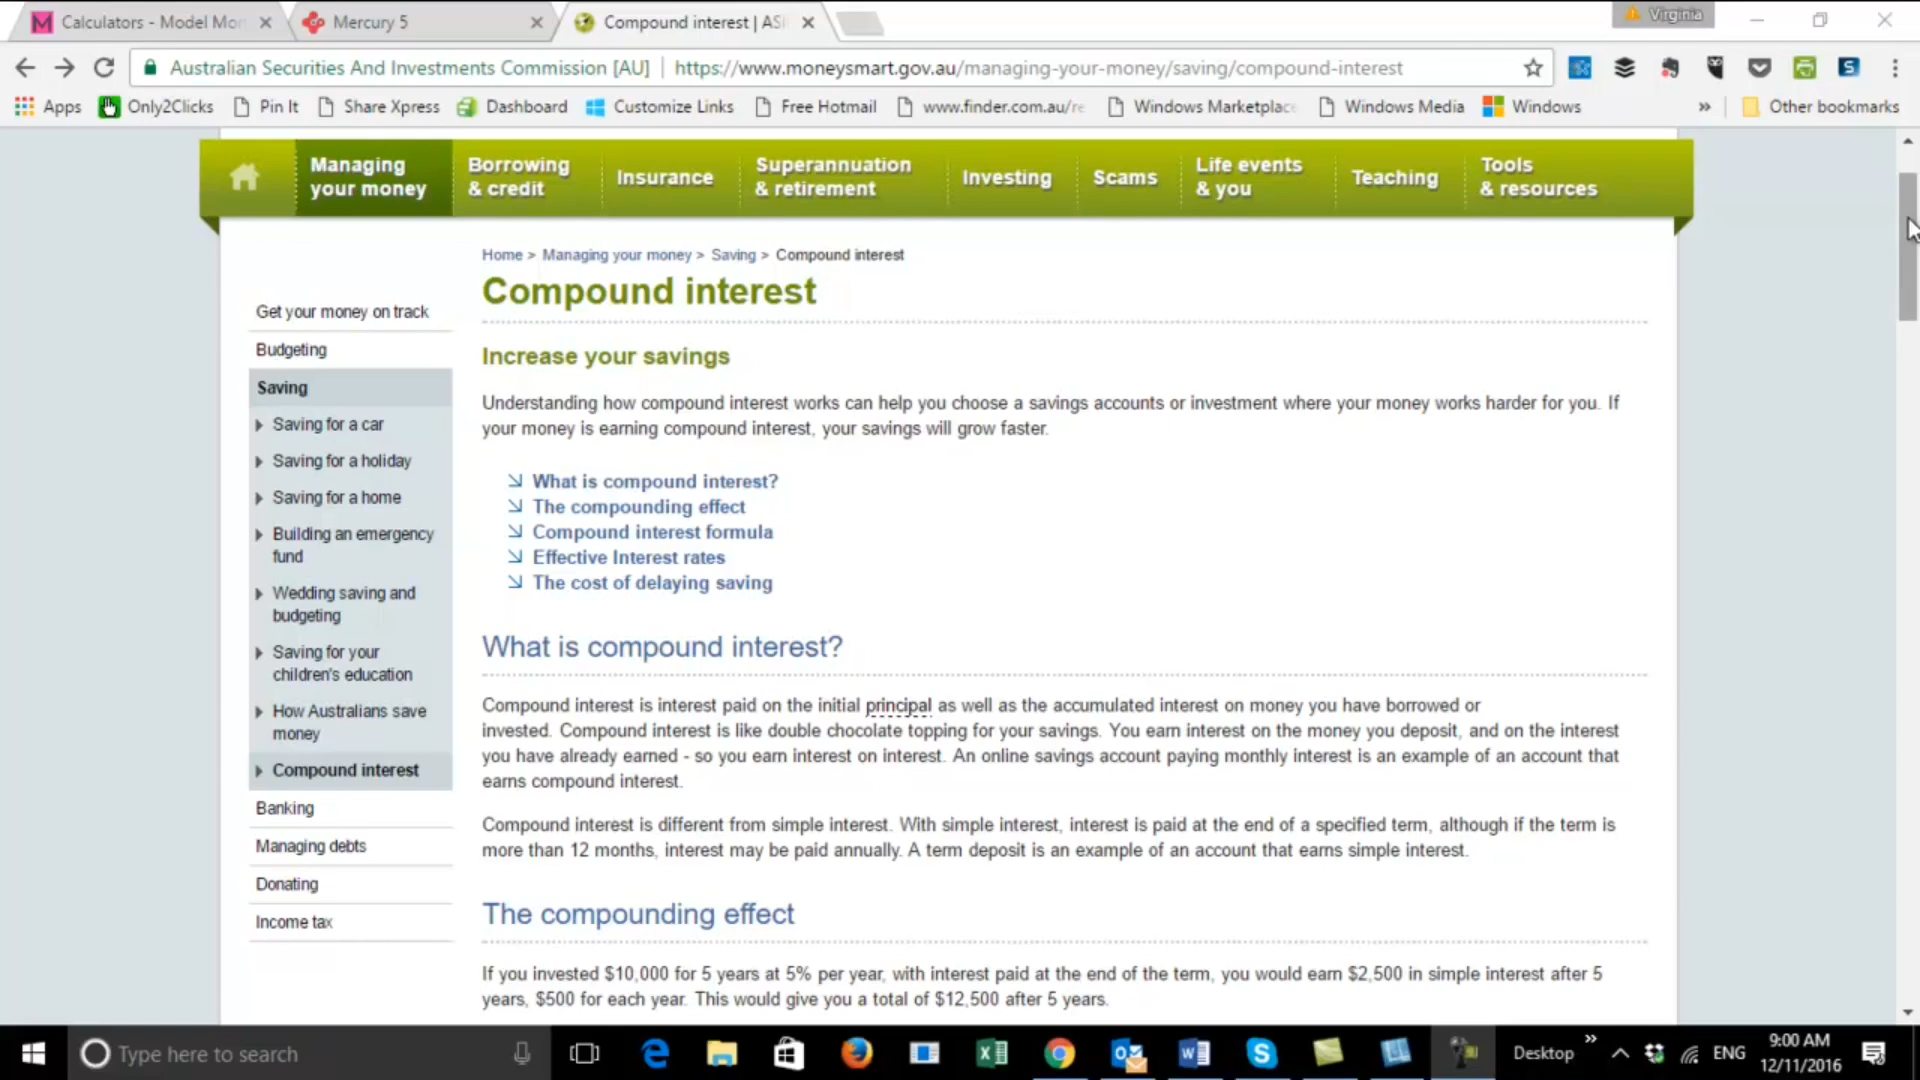 Calculators - Model Mon
Mercury 5
Compound interest | ASI
Virginia
Australian Securities And Investments Commission [AU] | https://www.moneysmart.gov.au/managing-your-money/saving/compound-interest
Apps Only2Clicks Pin It Share Xpress Dashboard Customize Links Free Hotmail www.finder.com.au/re Windows Marketplace Windows Media Windows » Other bookmarks
Managing your money
Borrowing & credit
Insurance
Superannuation & retirement
Investing
Scams
Life events & you
Teaching
Tools & resources
Home > Managing your money > Saving > Compound interest
Get your money on track
Budgeting
Saving
Saving for a car
Saving for a holiday
Saving for a home
Building an emergency
fund
Wedding saving and
budgeting
Saving for your
children's education
How Australians save
money
Compound interest
Banking
Managing debts
Donating
Income tax
Compound interest
Increase your savings
Understanding how compound interest works can help you choose a savings accounts or investment where your money works harder for you. If
your money is earning compound interest, your savings will grow faster.
What is compound interest?
The compounding effect
Compound interest formula
Effective Interest rates
The cost of delaying saving
What is compound interest?
Compound interest is interest paid on the initial principal as well as the accumulated interest on money you have borrowed or
invested. Compound interest is like double chocolate topping for your savings. You earn interest on the money you deposit, and on the interest
you have already earned - so you earn interest on interest. An online savings account paying monthly interest is an example of an account that
earns compound interest.
Compound interest is different from simple interest. With simple interest, interest is paid at the end of a specified term, although if the term is
more than 12 months, interest may be paid annually. A term deposit is an example of an account that earns simple interest.
The compounding effect
If you invested $10,000 for 5 years at 5% per year, with interest paid at the end of the term, you would earn $2,500 in simple interest after 5
years, $500 for each year. This would give you a total of $12,500 after 5 years.
Type here to search
Desktop » ENG
9:00 AM
12/11/2016